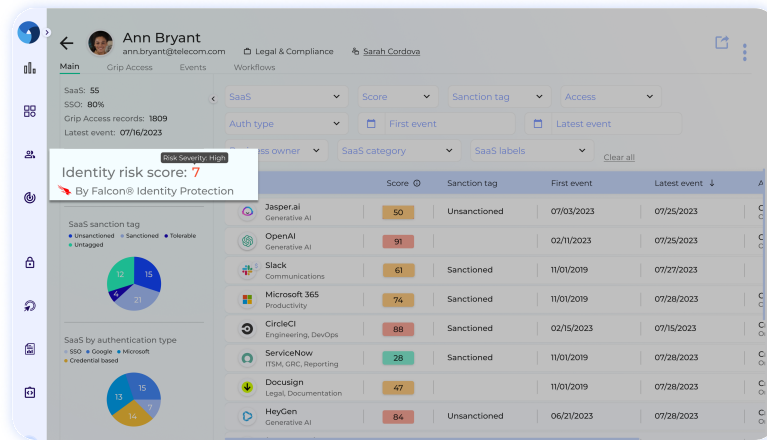 Ann Bryant
ann.bryant@telecom.com
Legal & Compliance
Sarah Cordova
Main
Grip Access
Events
Workflows
SaaS: 55
SSO: 80%
Grip Access records: 1809
Latest event: 07/16/2023
Risk Severity: High
Identity risk score: 7
By Falcon® Identity Protection
SaaS sanction tag
Unsanctioned Sanctioned Tolerable
Untagged
12 15
4
21
SaaS by authentication type
SSO Google Microsoft
Credential based
13 15
7
14
SaaS Score Sanction tag Access
Auth type First event Latest event
owner SaaS category SaaS labels Clear all
Score Sanction tag First event Latest event
Jasper.ai 50 Unsanctioned 07/03/2023 07/25/2023
Generative AI
OpenAI 91 02/11/2023 07/25/2023
Generative AI
Slack 61 Sanctioned 11/01/2019 07/27/2023
Communications
Microsoft 365 74 Sanctioned 11/01/2019 07/28/2023
Productivity
CircleCI 88 Sanctioned 02/15/2023 07/13/2023
Engineering, DevOps
ServiceNow 28 Sanctioned 11/01/2019 07/28/2023
ITSM, GRC, Reporting
Docusign 47 11/01/2019 07/28/2023
Legal, Documentation
HeyGen 84 Unsanctioned 06/21/2023 07/28/2023
Generative AI